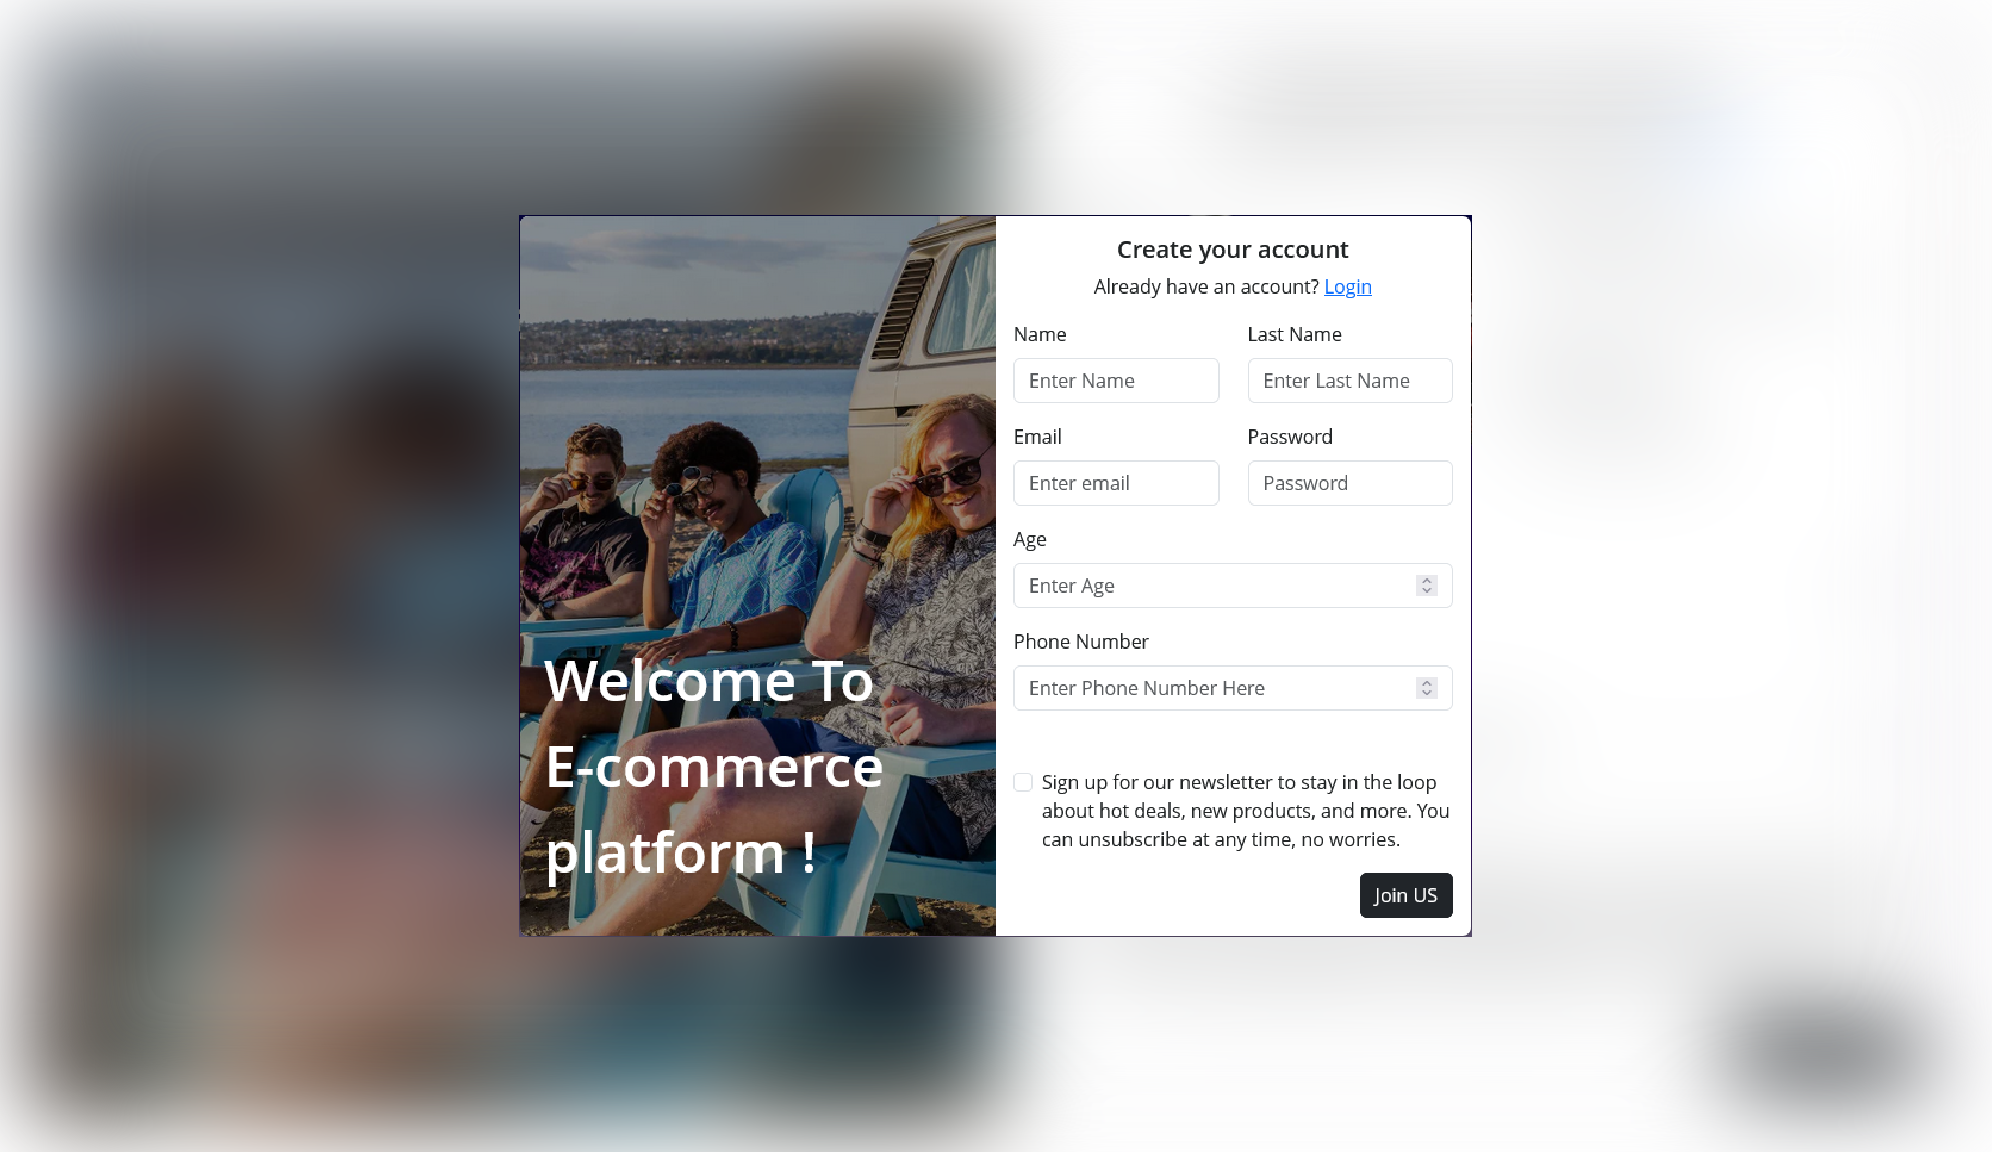 Welcome To
E-commerce
platform !
Create your account
Already have an account? Login
Name
Last Name
Enter Name
Enter Last Name
Email
Password
Enter email
Password
Age
Enter Age
Phone Number
Enter Phone Number Here
Sign up for our newsletter to stay in the loop
about hot deals, new products, and more. You
can unsubscribe at any time, no worries.
Join US